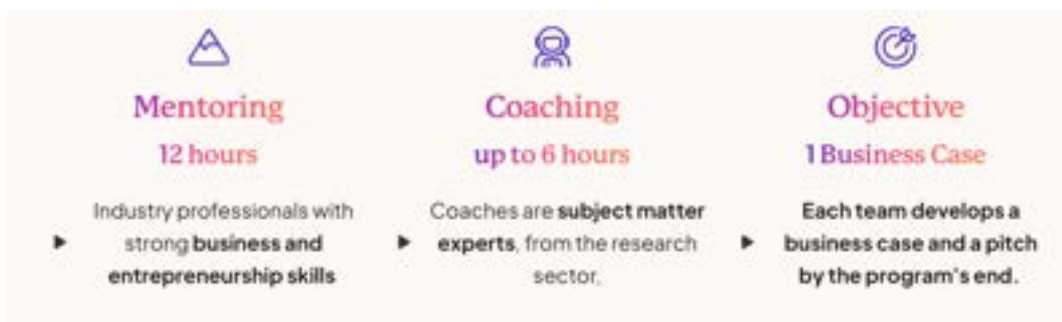 Mentoring
12 hours
Industry professionals with
strong business and
entrepreneurship skills
Coaching
up to 6 hours
Coaches are subject matter
experts, from the research
sector.
Objective
1 Business Case
Each team develops a
business case and a pitch
by the program's end.